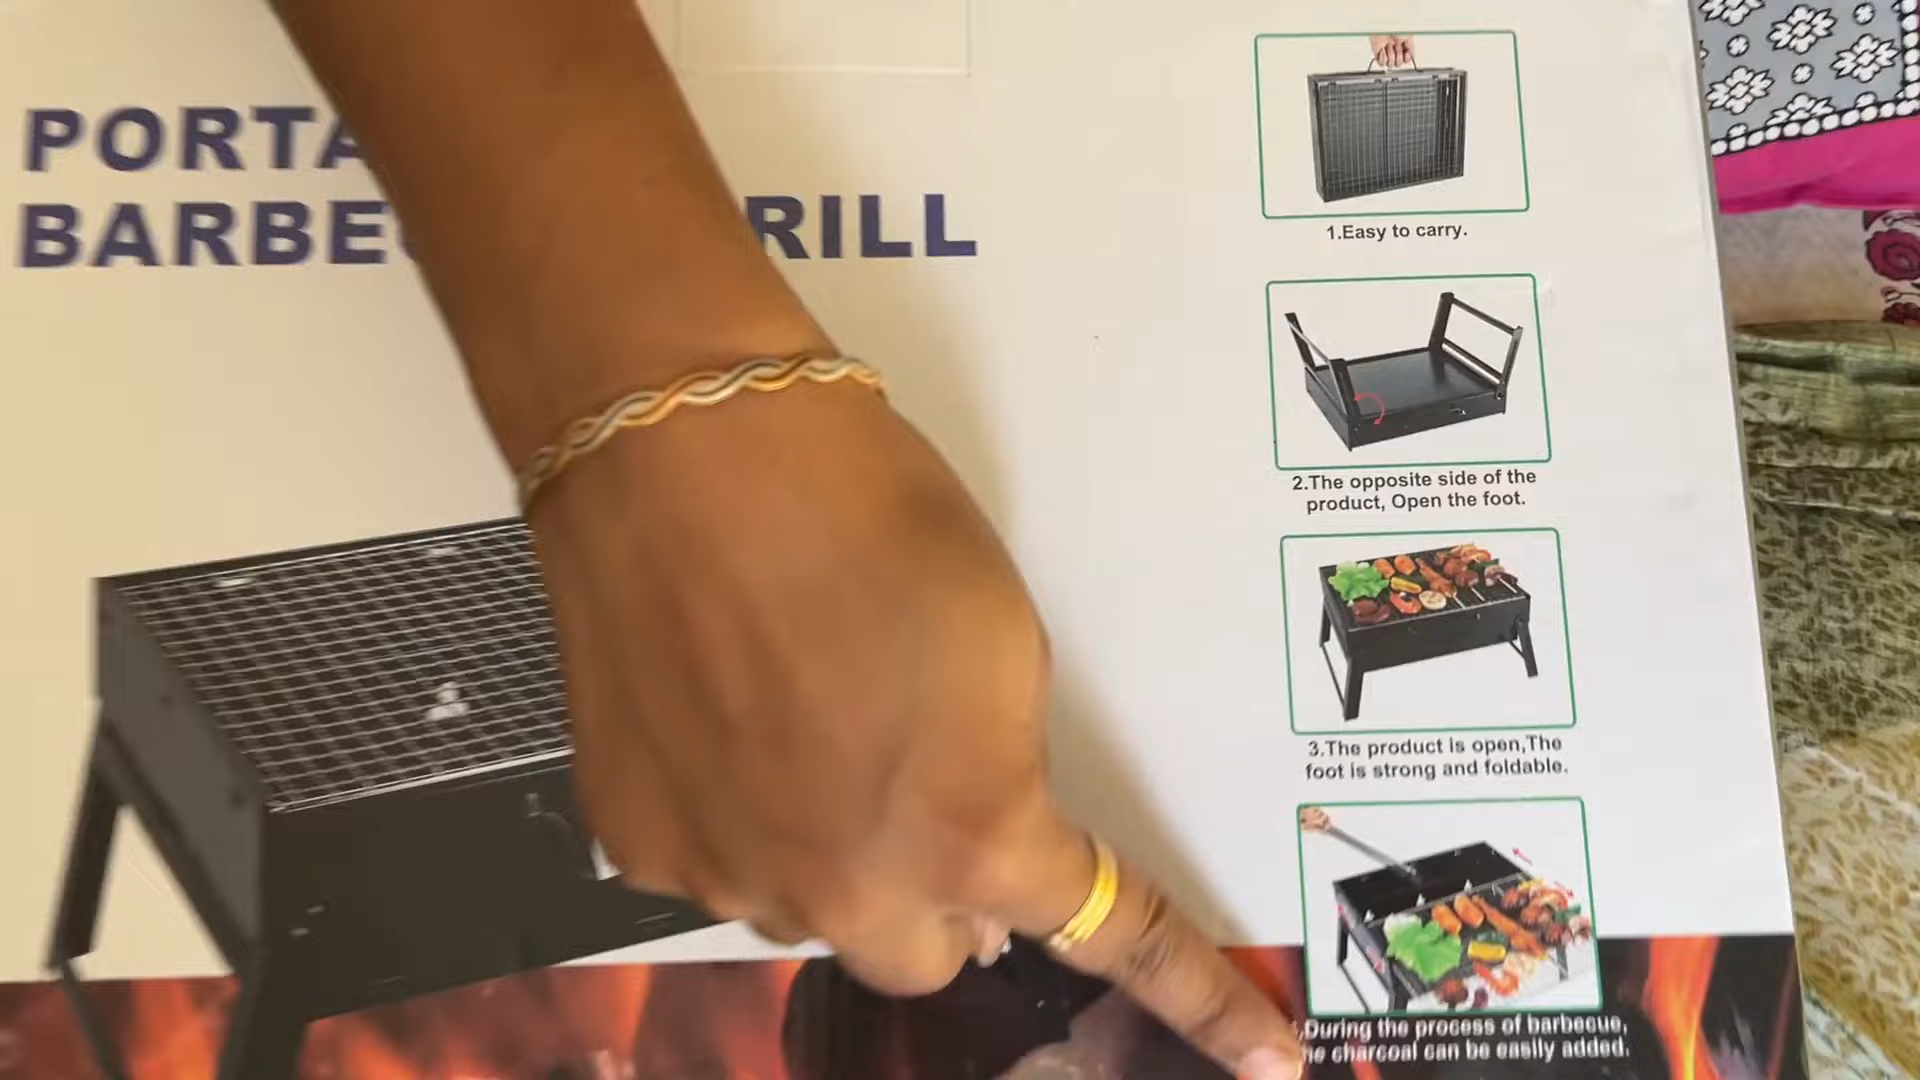 PORTA
BARBE RILL
1.Easy to carry.
2.The opposite side of the
product, Open the foot.
3.The product is open,The
foot is strong and foldable.
.During the process of barbecue,
he charcoal can be easily added.